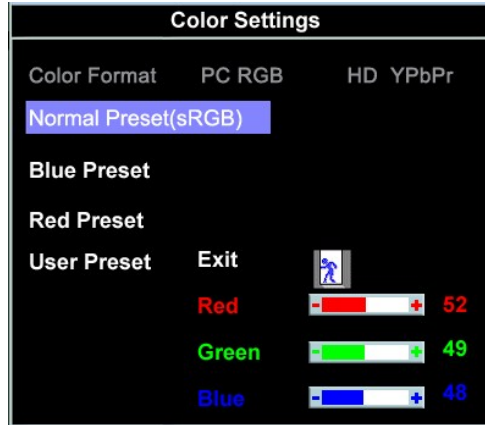 Color Settings
Color Format PC RGB HD YPbPr
Normal Preset(sRGB)
Blue Preset
Red Preset
User Preset Exit
Red - + 52
Green - + 49
Blue - + 48